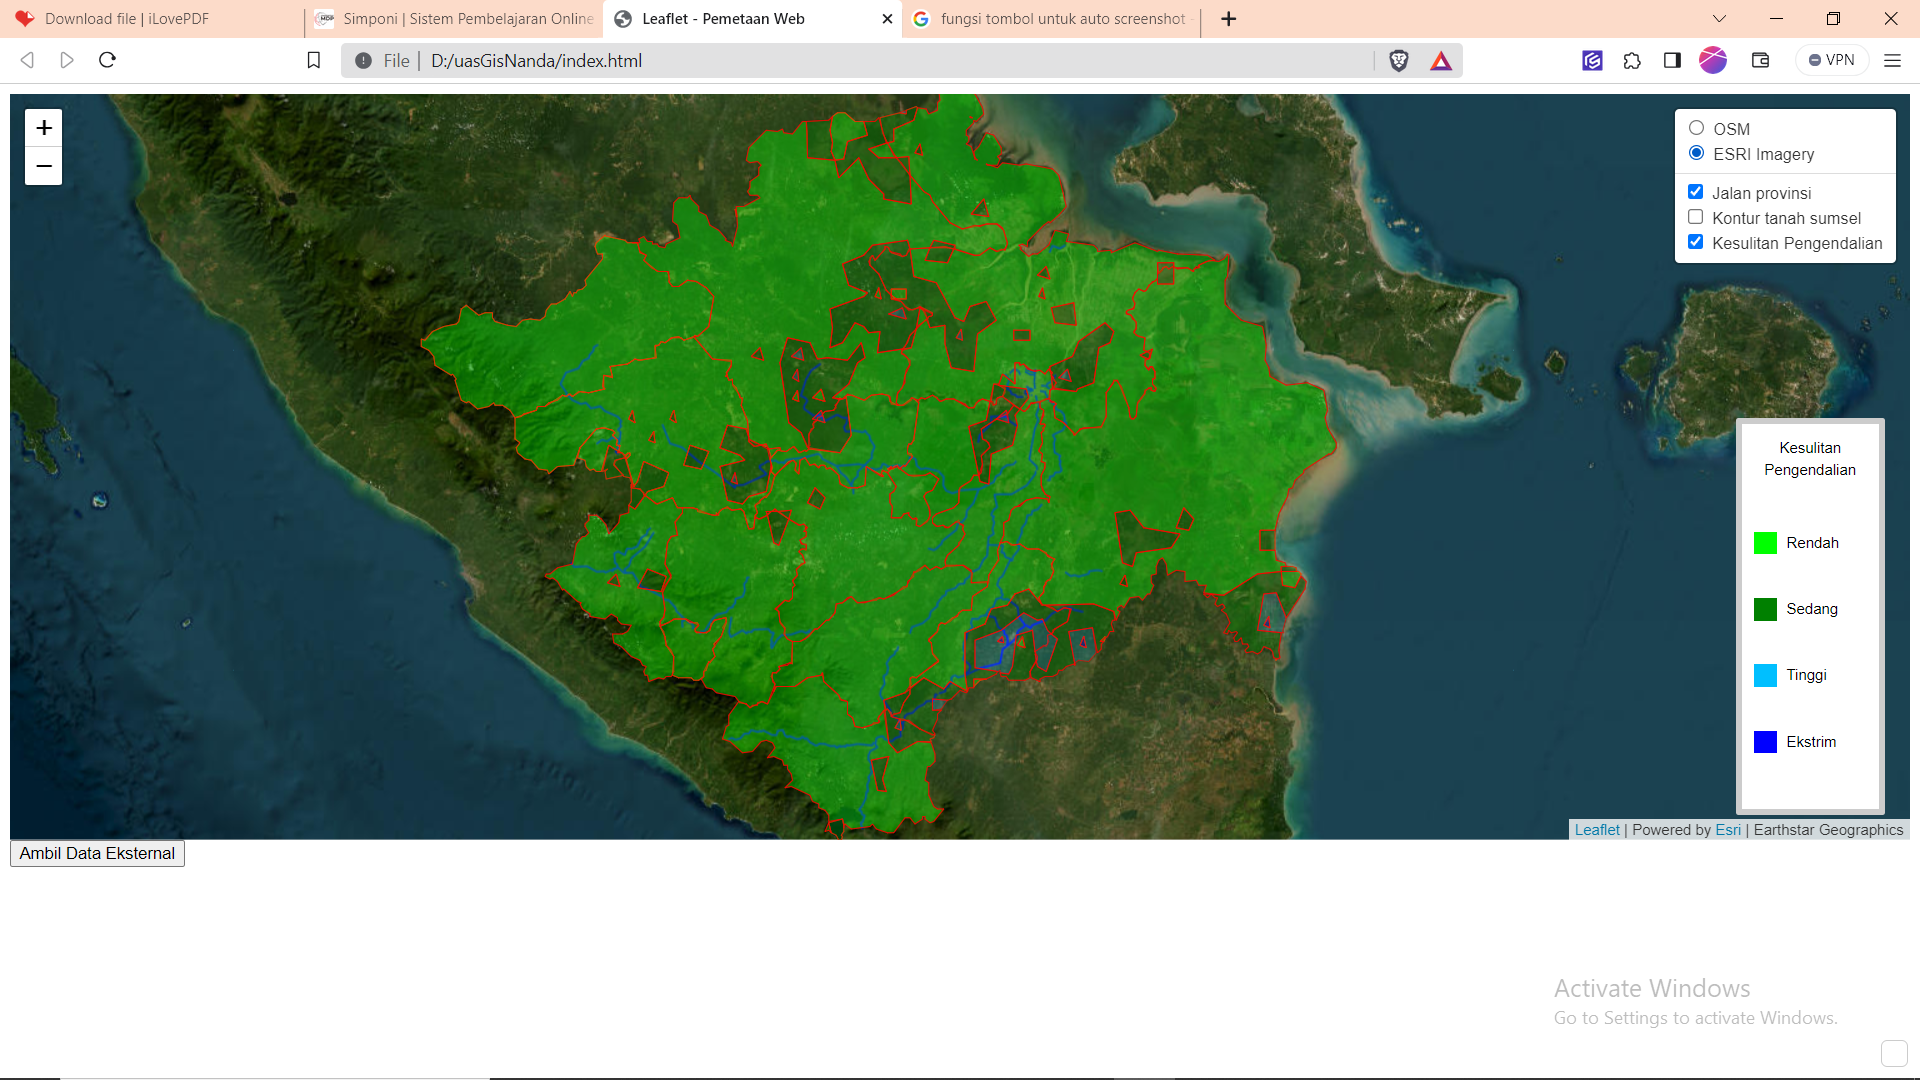 Download file | iLovePDF
Simponi | Sistem Pembelajaran Online
Leaflet - Pemetaan Web
fungsi tombol untuk auto screenshot
File
D:/uasGisNanda/index.html
VPN
+
−
OSM
ESRI Imagery
Jalan provinsi
Kontur tanah sumsel
Kesulitan Pengendalian
Kesulitan
Pengendalian
Rendah
Sedang
Tinggi
Ekstrim
Leaflet | Powered by Esri | Earthstar Geographics
Ambil Data Eksternal
Activate Windows
Go to Settings to activate Windows.